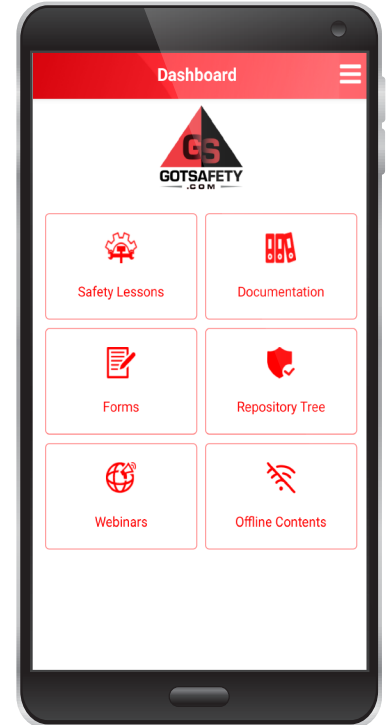 Dashboard
GS
GOTSAFETY
.COM
Safety Lessons
Documentation
Forms
Repository Tree
Webinars
Offline Contents